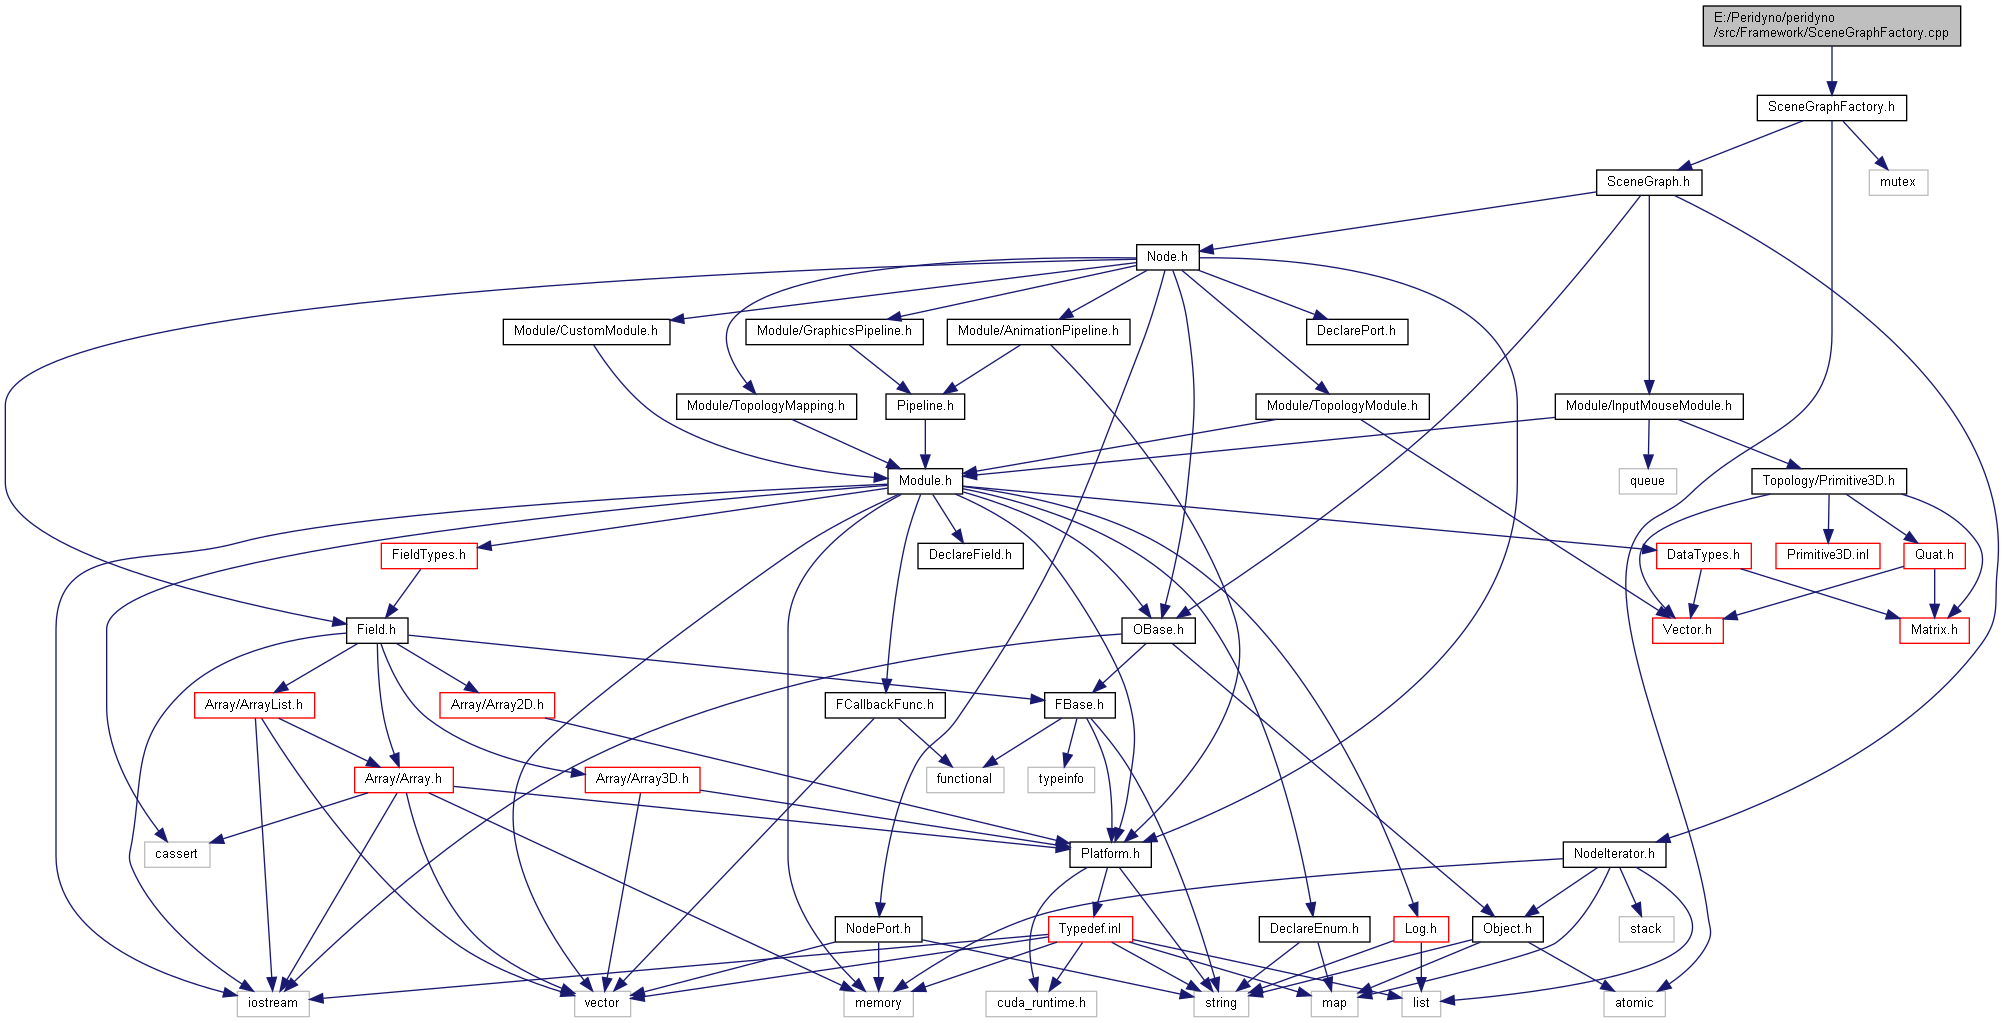 E:/Peridyno/peridyno
/src/Framework/SceneGraphFactory.cpp
SceneGraphFactory.h
SceneGraph.h
mutex
Node.h
Module/CustomModule.h
Module/GraphicsPipeline.h
Module/AnimationPipeline.h
DeclarePort.h
Module/TopologyMapping.h
Pipeline.h
Module/TopologyModule.h
Module/InputMouseModule.h
Module.h
queue
Topology/Primitive3D.h
FieldTypes.h
DeclareField.h
DataTypes.h
Primitive3D.inl
Quat.h
Field.h
OBase.h
Vector.h
Matrix.h
Array/ArrayList.h
Array/Array2D.h
FCallbackFunc.h
FBase.h
Array/Array.h
Array/Array3D.h
functional
typeinfo
cassert
Platform.h
NodeIterator.h
NodePort.h
Typedef.inl
DeclareEnum.h
Log.h
Object.h
stack
iostream
vector
memory
cuda_runtime.h
string
map
list
atomic